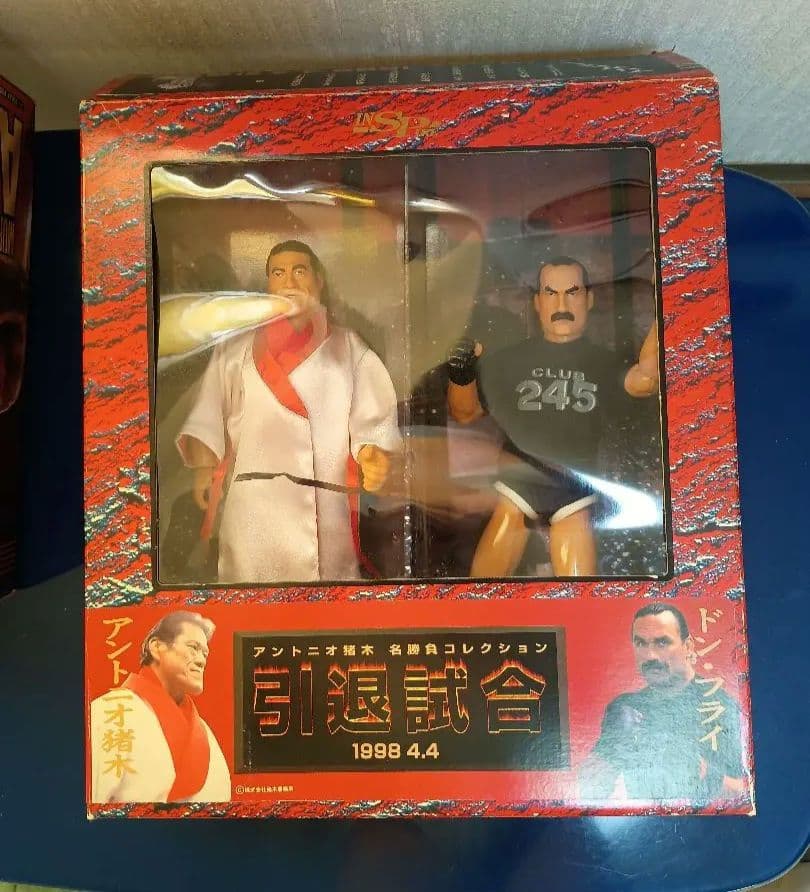 INSPIRE
CLUB
245
アントニオ猪木
ドン・フライ
アントニオ猪木 名勝負コレクション
引退試合
1998 4.4